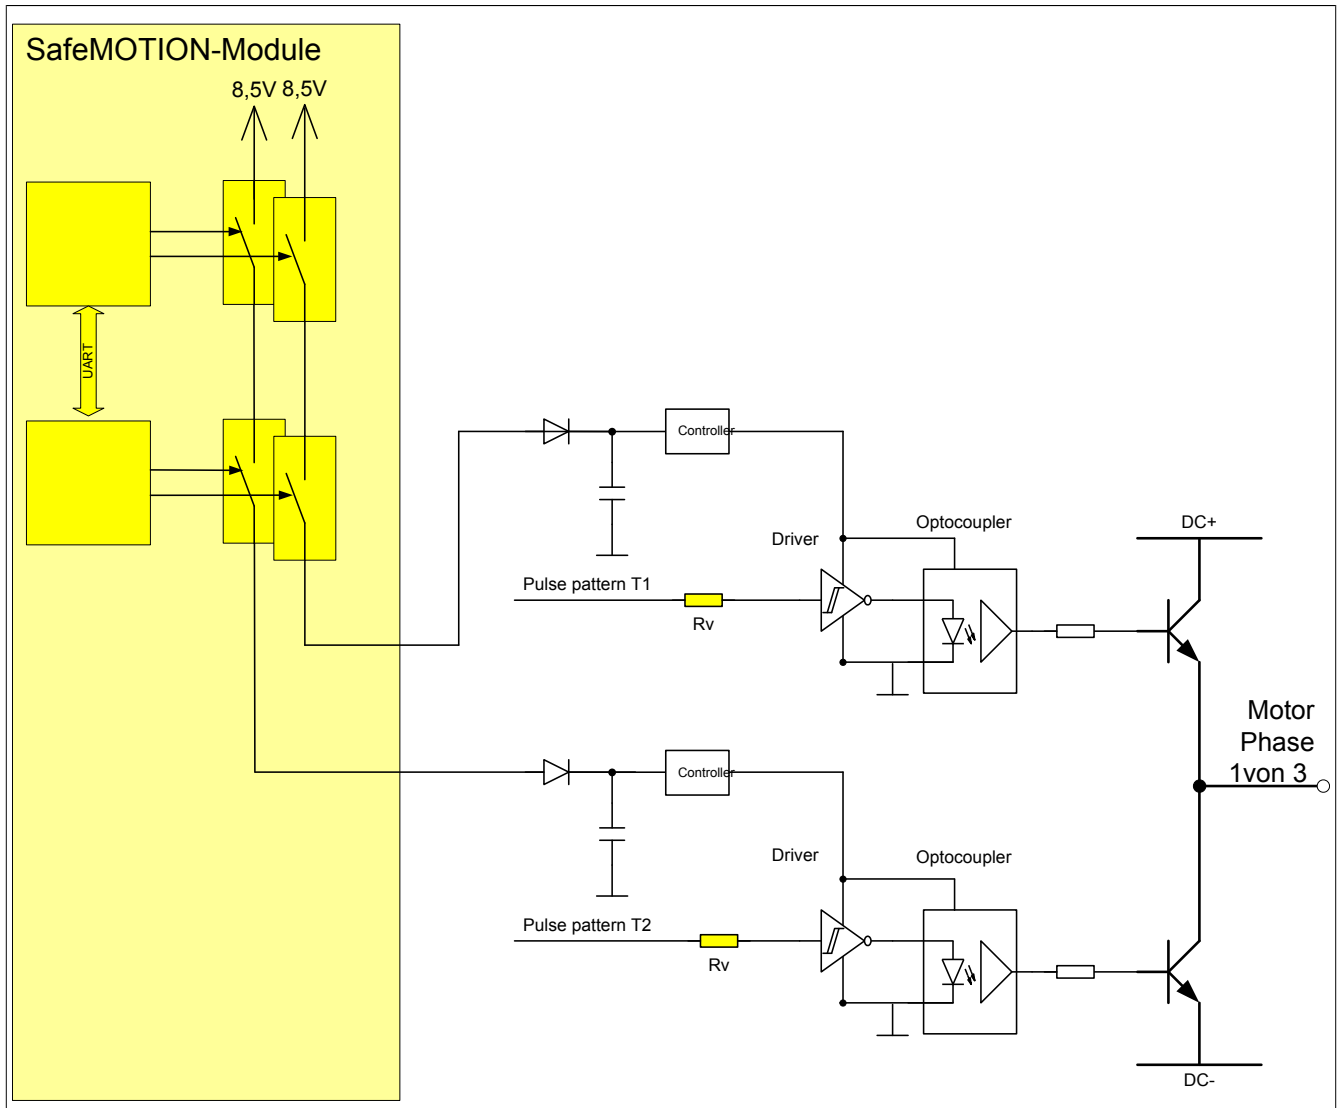 SafeMOTION-Module
8,5V 8,5V
UART
Controller
Driver
Optocoupler
DC+
Pulse pattern T1
Rv
Motor
Phase
1von 3
Controller
Driver
Optocoupler
Pulse pattern T2
Rv
DC-